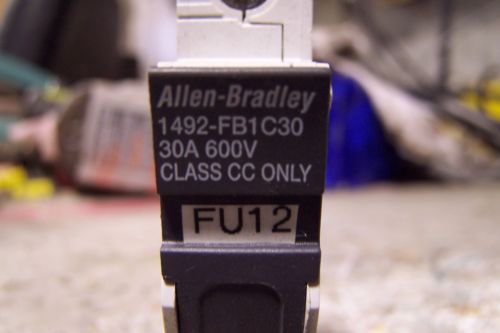 Allen-Bradley
1492-FB1C30
30A 600V
CLASS CC ONLY
FU12